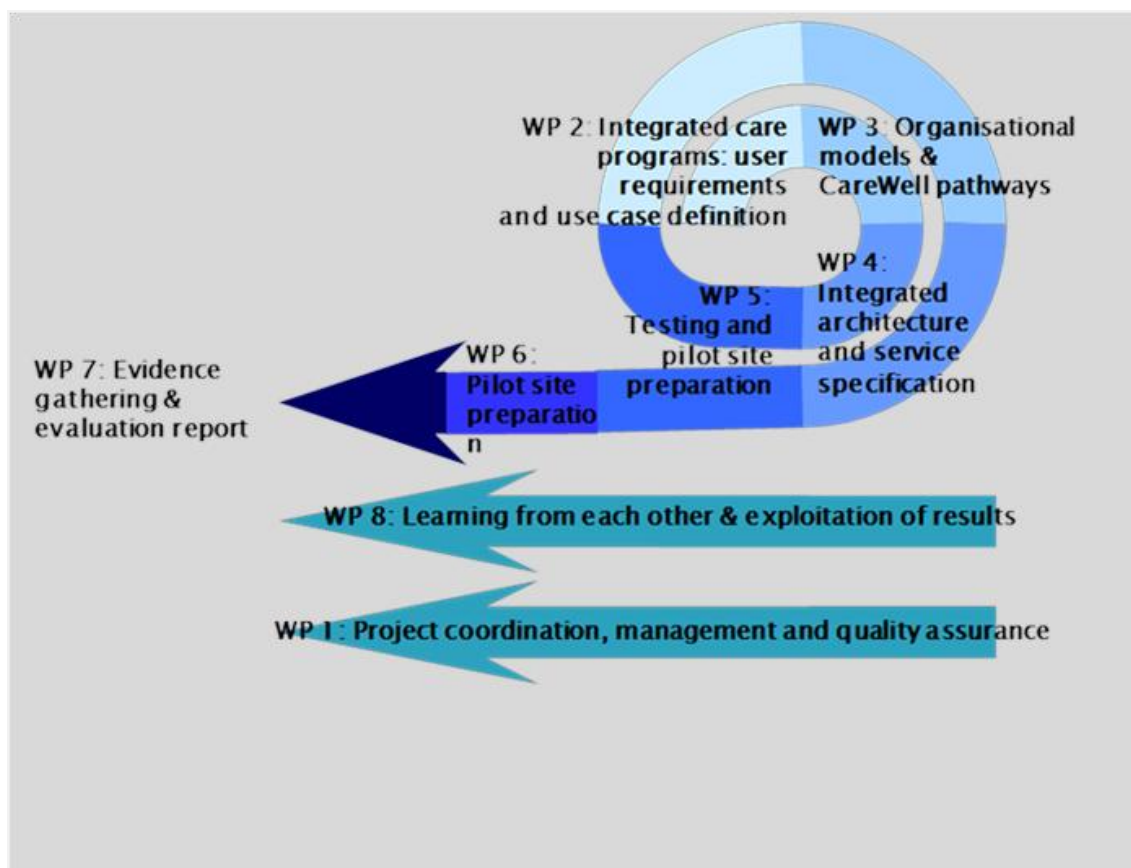 WP 2: Integrated care
programs: user
requirements
and use case definition
WP 3: Organisational
models &
CareWell pathways
WP 4:
Integrated
architecture
and service
specification
WP 5:
Testing and
pilot site
preparation
WP 6:
Pilot site
preparatio
n
WP 7: Evidence
gathering &
evaluation report
WP 8: Learning from each other & exploitation of results
WP 1: Project coordination, management and quality assurance